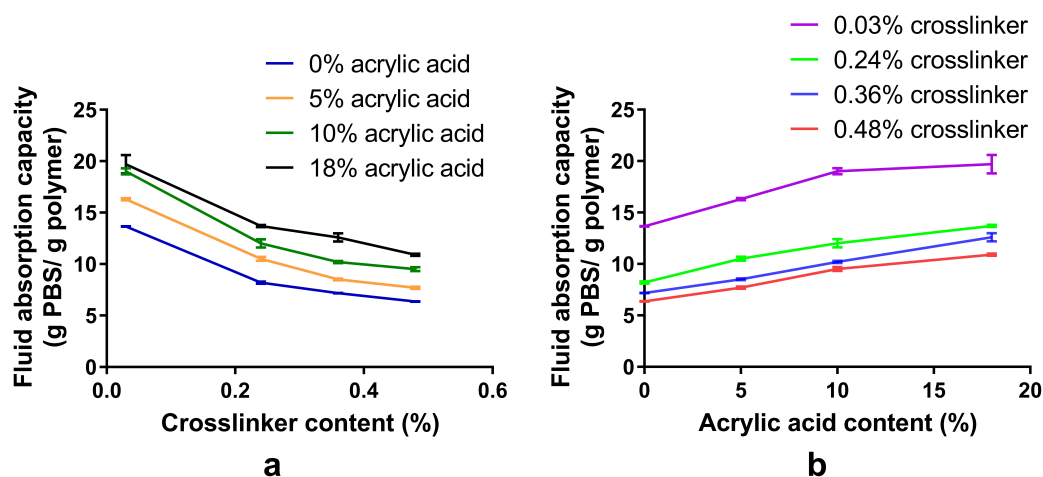 0% acrylic acid
5% acrylic acid
10% acrylic acid
18% acrylic acid
Fluid absorption capacity
(g PBS/ g polymer)
25
20
15
10
5
0
0.0 0.2 0.4 0.6
Crosslinker content (%)
a
0.03% crosslinker
0.24% crosslinker
0.36% crosslinker
0.48% crosslinker
Fluid absorption capacity
(g PBS/ g polymer)
25
20
15
10
5
0
0 5 10 15 20
Acrylic acid content (%)
b